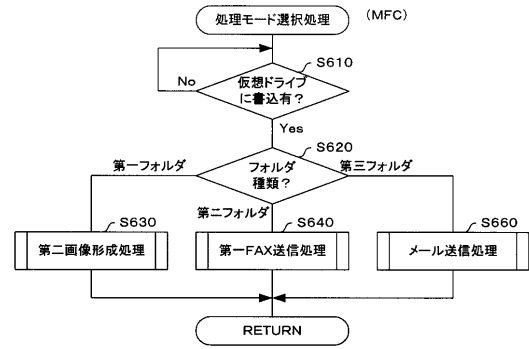 処理モード選択処理
(MFC)
S610
仮想ドライブ
に書込有？
No
Yes
S620
フォルダ
種類？
第一フォルダ
第三フォルダ
第二フォルダ
S630
S640
S660
第二画像形成処理
第一FAX送信処理
メール送信処理
RETURN